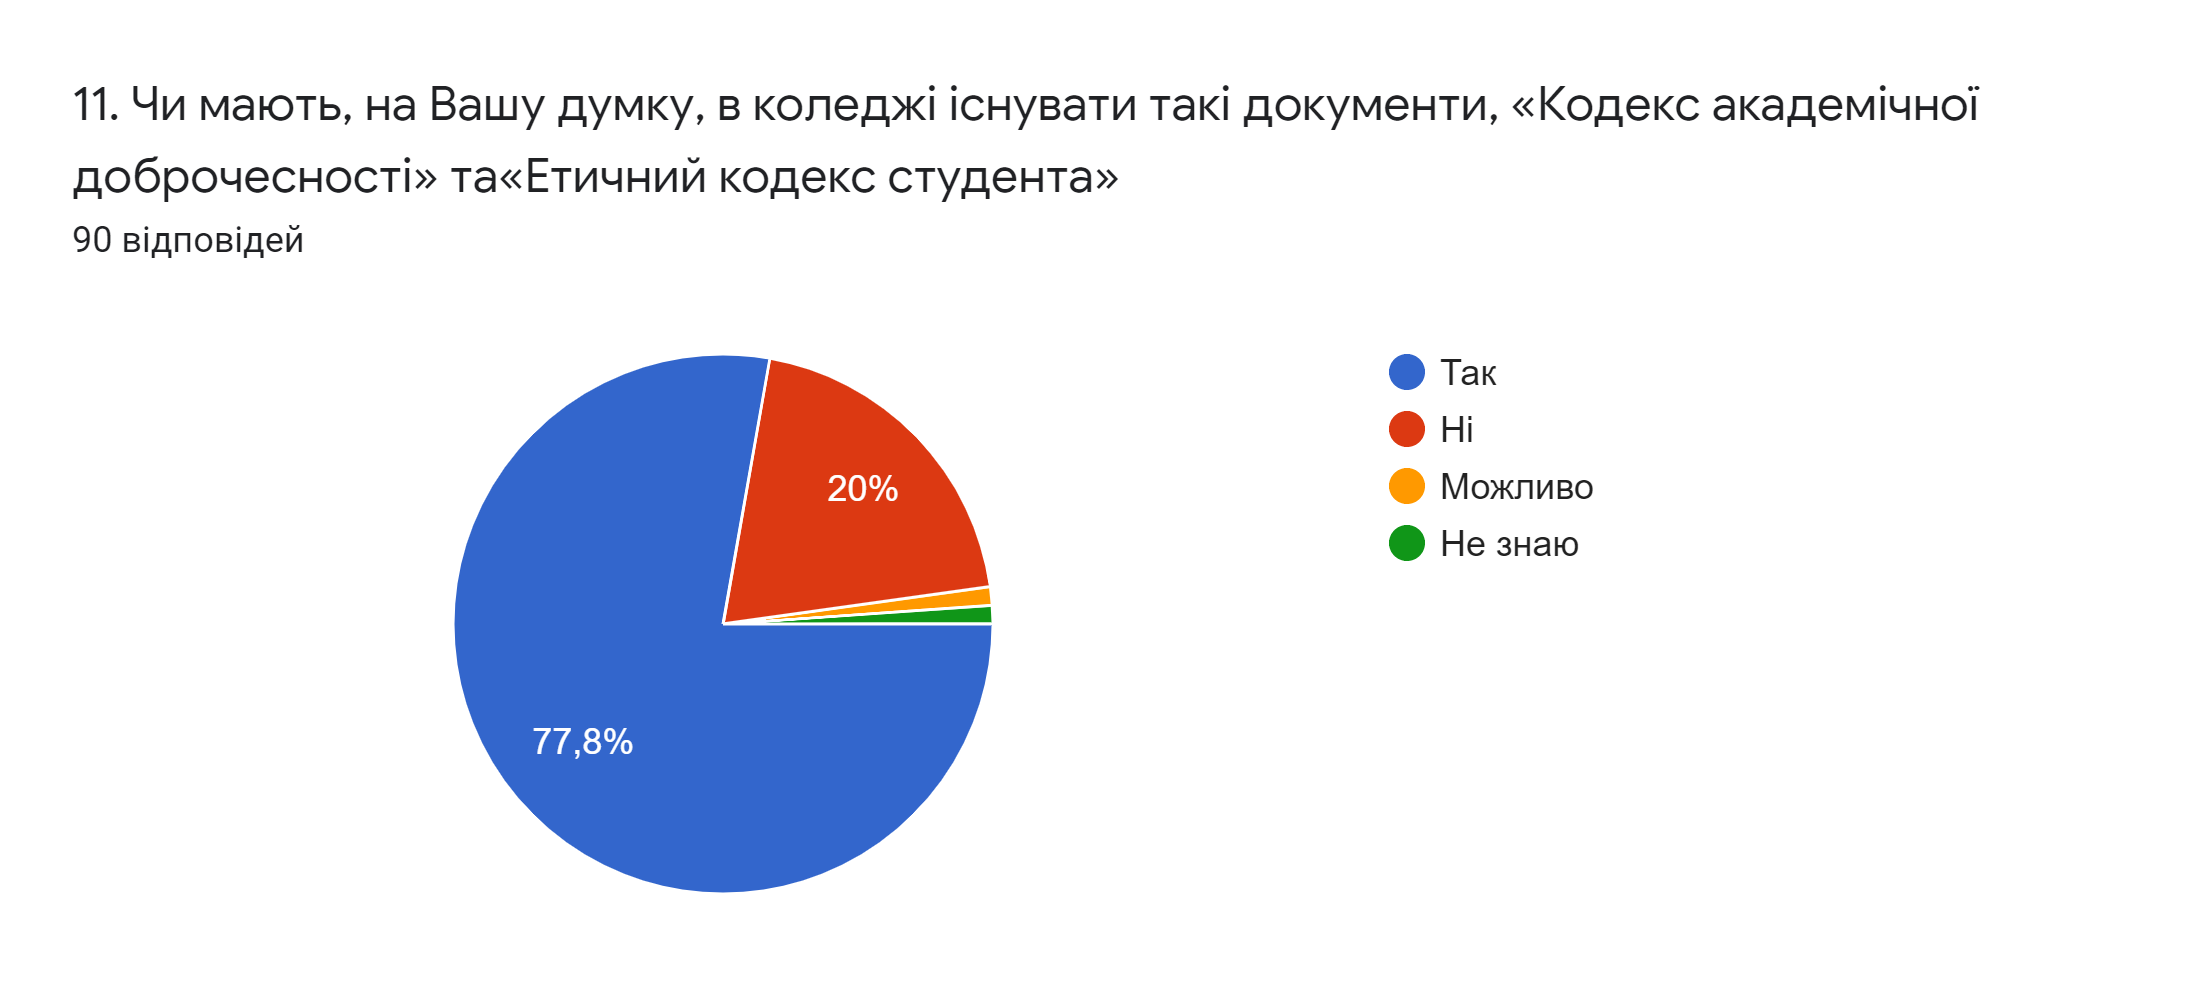 11. Чи мають, на Вашу думку, в коледжі існувати такі документи, «Кодекс академічної
доброчесності» та«Етичний кодекс студента»
90 відповідей
Так
Ні
Можливо
Не знаю
20%
77,8%